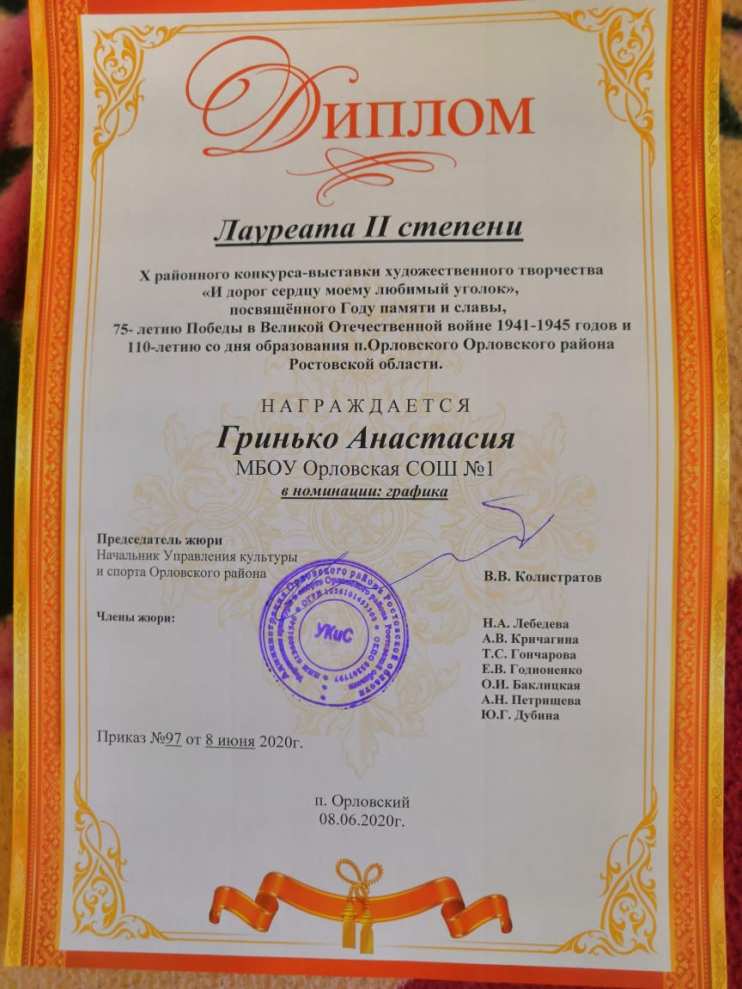 Диплом
Лауреата II степени
X районного конкурса-выставки художественного творчества
«И дорог сердцу моему любимый уголок»,
посвящённого Году памяти и славы,
75- летию Победы в Великой Отечественной войне 1941-1945 годов и
110-летию со дня образования п.Орловского Орловского района
Ростовской области.
НАГРАЖДАЕТСЯ
Гринько Анастасия
МБОУ Орловская СОШ №1
в номинации: графика
Председатель жюри
Начальник Управления культуры
и спорта Орловского района
В.В. Колистратов
УКиС
Члены жюри:
Н.А. Лебедева
А.В. Кричагина
Т.С. Гончарова
Е.В. Годионенко
О.И. Баклицкая
А.Н. Петрищева
Ю.Г. Дубина
Приказ №97 от 8 июня 2020г.
п. Орловский
08.06.2020г.